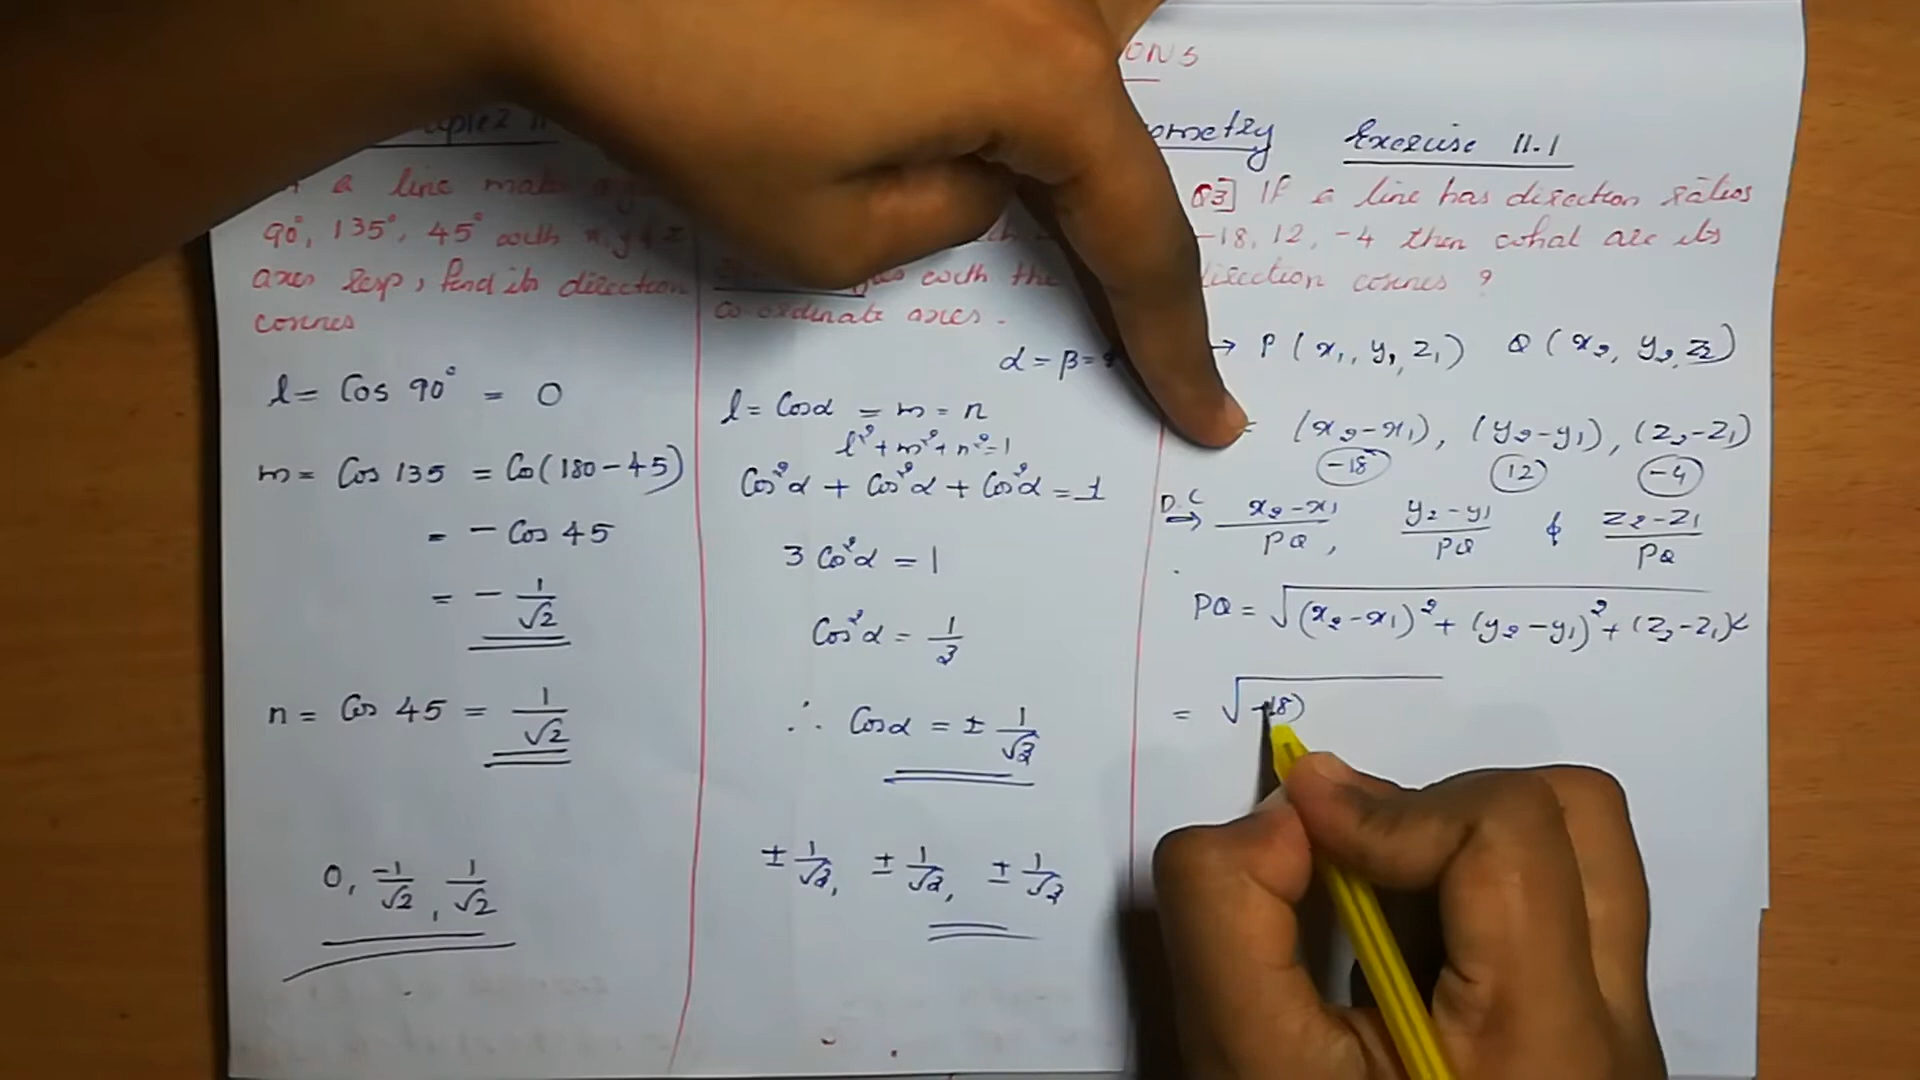 ONS
Exercise 11.1
a line
90°, 135°, 45° with x, y & z
axes resp, find its direction
cosines
l = Cos 90° = 0
m = Cos 135 = Co(180-45)
= - Cos 45
= - 1/√2
n = Cos 45 = 1/√2
0, -1/√2, 1/√2
with the
co-ordinate axes.
α = β =
l = Cosα = m = n
l² + m² + n² = 1
Cos²α + Cos²α + Cos²α = 1
3 Cos²α = 1
Cos²α = 1/3
∴ Cosα = ± 1/√3
± 1/√3, ± 1/√3, ± 1/√3
Q3] If a line has direction ratios
-18, 12, -4 then what are its
direction cosines ?
→ P (x₁, y₁, z₁) Q (x₂, y₂, z₂)
= (x₂-x₁), (y₂-y₁), (z₂-z₁)
-18 12 -4
D.C
⇒ x₂-x₁/PQ, y₂-y₁/PQ & z₂-z₁/PQ
PQ = √(x₂-x₁)² + (y₂-y₁)² + (z₂-z₁)²
= √-18)